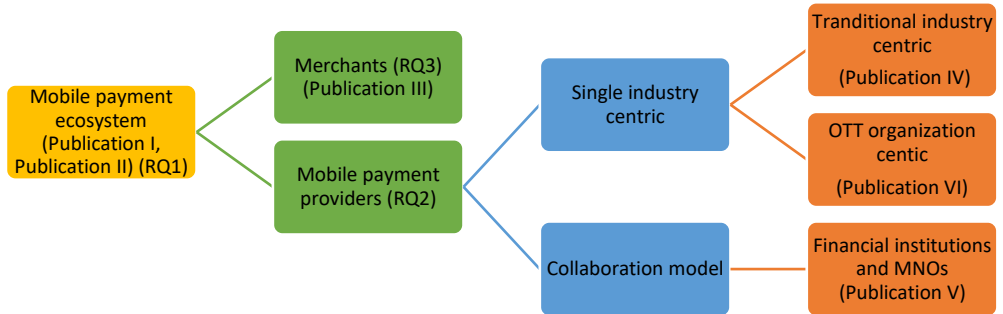 Mobile payment
ecosystem
(Publication I,
Publication II) (RQ1)
Merchants (RQ3)
(Publication III)
Mobile payment
providers (RQ2)
Single industry
centric
Collaboration model
Tranditional industry
centric
(Publication IV)
OTT organization
centic
(Publication VI)
Financial institutions
and MNOs
(Publication V)